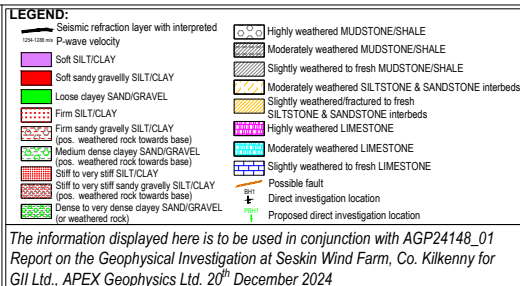 LEGEND:
Seismic refraction layer with interpreted
1254-1288 m/s P-wave velocity
Soft SILT/CLAY
Soft sandy gravellly SILT/CLAY
Loose clayey SAND/GRAVEL
Firm SILT/CLAY
Firm sandy gravelly SILT/CLAY
(pos. weathered rock towards base)
Medium dense clayey SAND/GRAVEL
(pos. weathered rock towards base)
Stiff to very stiff SILT/CLAY
Stiff to very stiff sandy gravelly SILT/CLAY
(pos. weathered rock towards base)
Dense to very dense clayey SAND/GRAVEL
(or weathered rock)
Highly weathered MUDSTONE/SHALE
Moderately weathered MUDSTONE/SHALE
Slightly weathered to fresh MUDSTONE/SHALE
Moderately weathered SILTSTONE & SANDSTONE interbeds
Slightly weathered/fractured to fresh
SILTSTONE & SANDSTONE interbeds
Highly weathered LIMESTONE
Moderately weathered LIMESTONE
Slightly weathered to fresh LIMESTONE
Possible fault
BH1
Direct investigation location
PBH1
Proposed direct investigation location
The information displayed here is to be used in conjunction with AGP24148_01
Report on the Geophysical Investigation at Seskin Wind Farm, Co. Kilkenny for
GII Ltd., APEX Geophysics Ltd. 20th December 2024